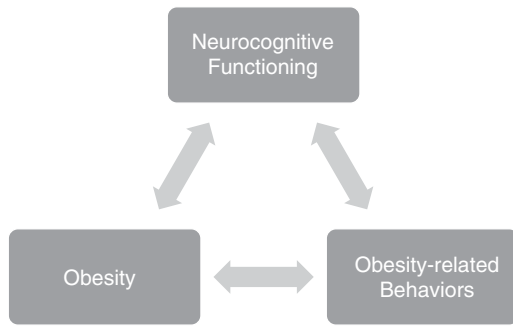 Neurocognitive
Functioning
Obesity
Obesity-related
Behaviors